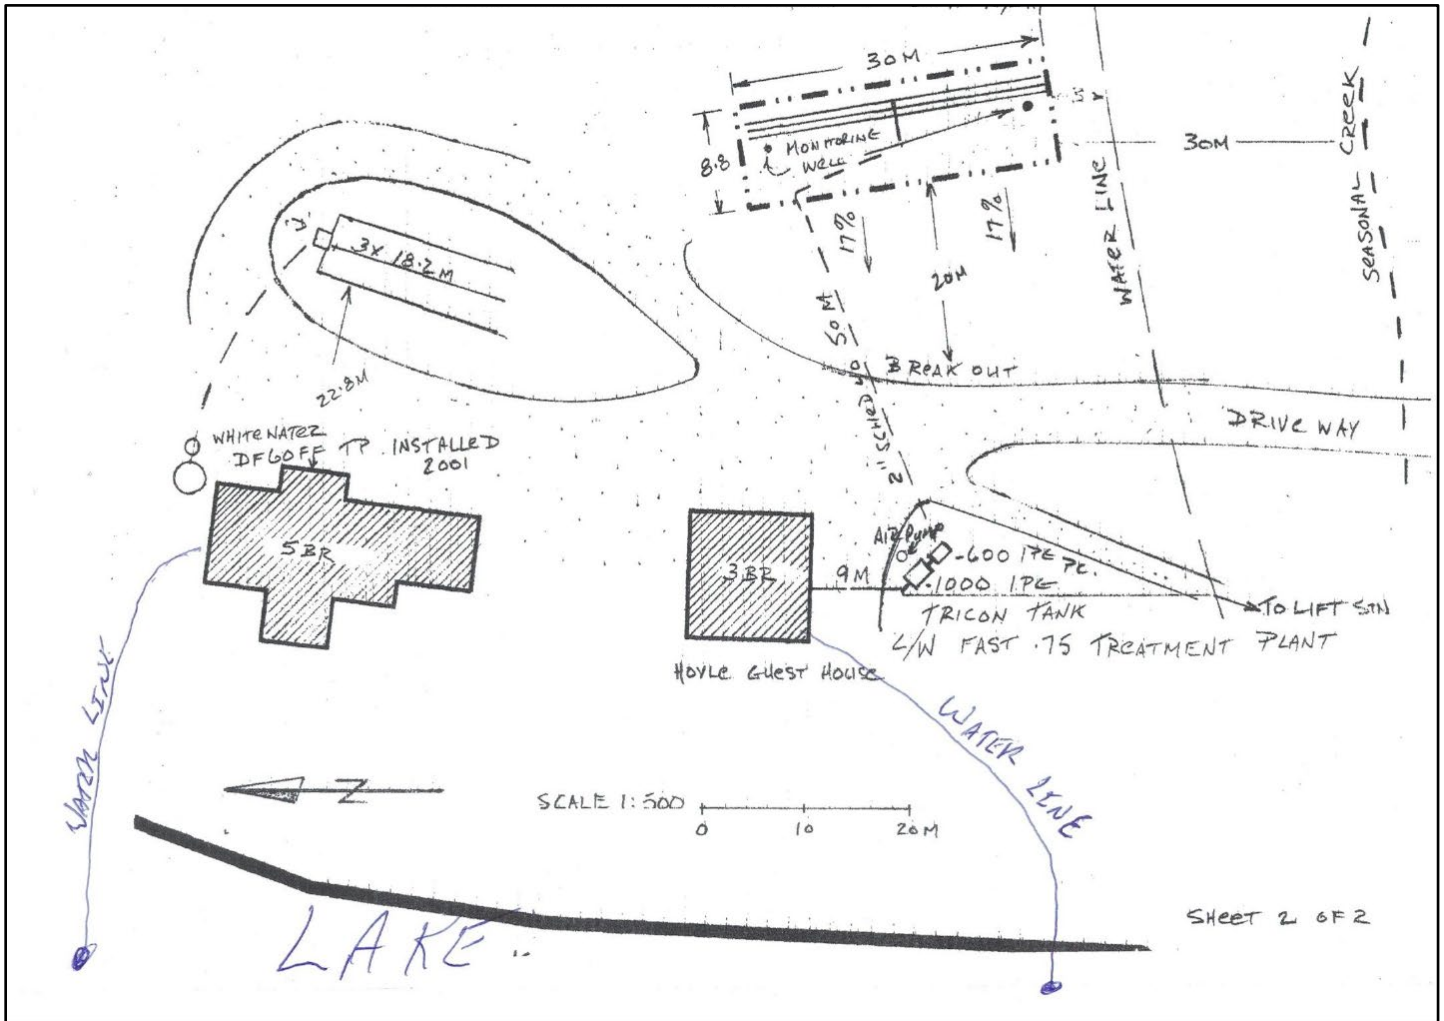 30M
8.8
MONITORING
WELL
30M
SEASONAL CREEK
WATER LINE
17%
17%
20M
3x 18.2M
22.8M
50M
2" SCHED 40
BREAK OUT
DRIVE WAY
WHITEWATER
DF60FF TP INSTALLED
2001
5BR
3BR
9M
AIR PUMP
-600 IPG
-1000 IPG
TRICON TANK
C/W FAST .75 TREATMENT PLANT
TO LIFT STN
HOYLE GUEST HOUSE
WATER LINE
WATER LINE
N
SCALE 1:500
0 10 20M
LAKE
SHEET 2 OF 2